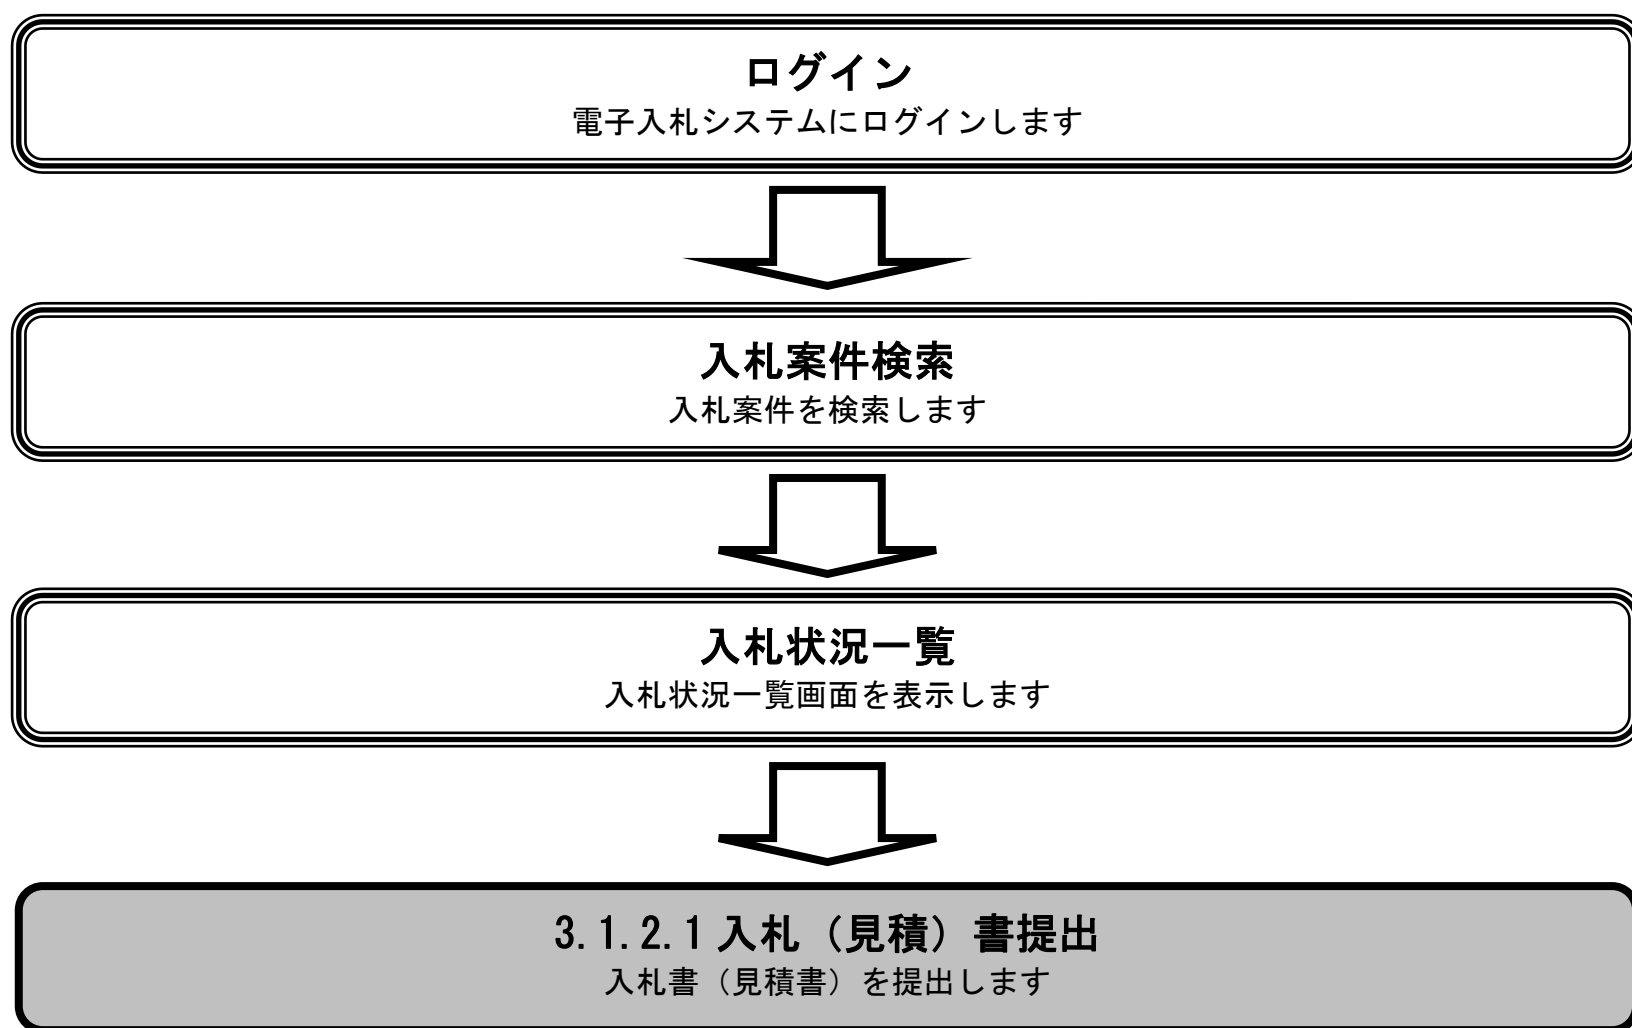 ログイン
電子入札システムにログインします
入札案件検索
入札案件を検索します
入札状況一覧
入札状況一覧画面を表示します
3.1.2.1入札（見積）書提出
入札書（見積書）を提出します